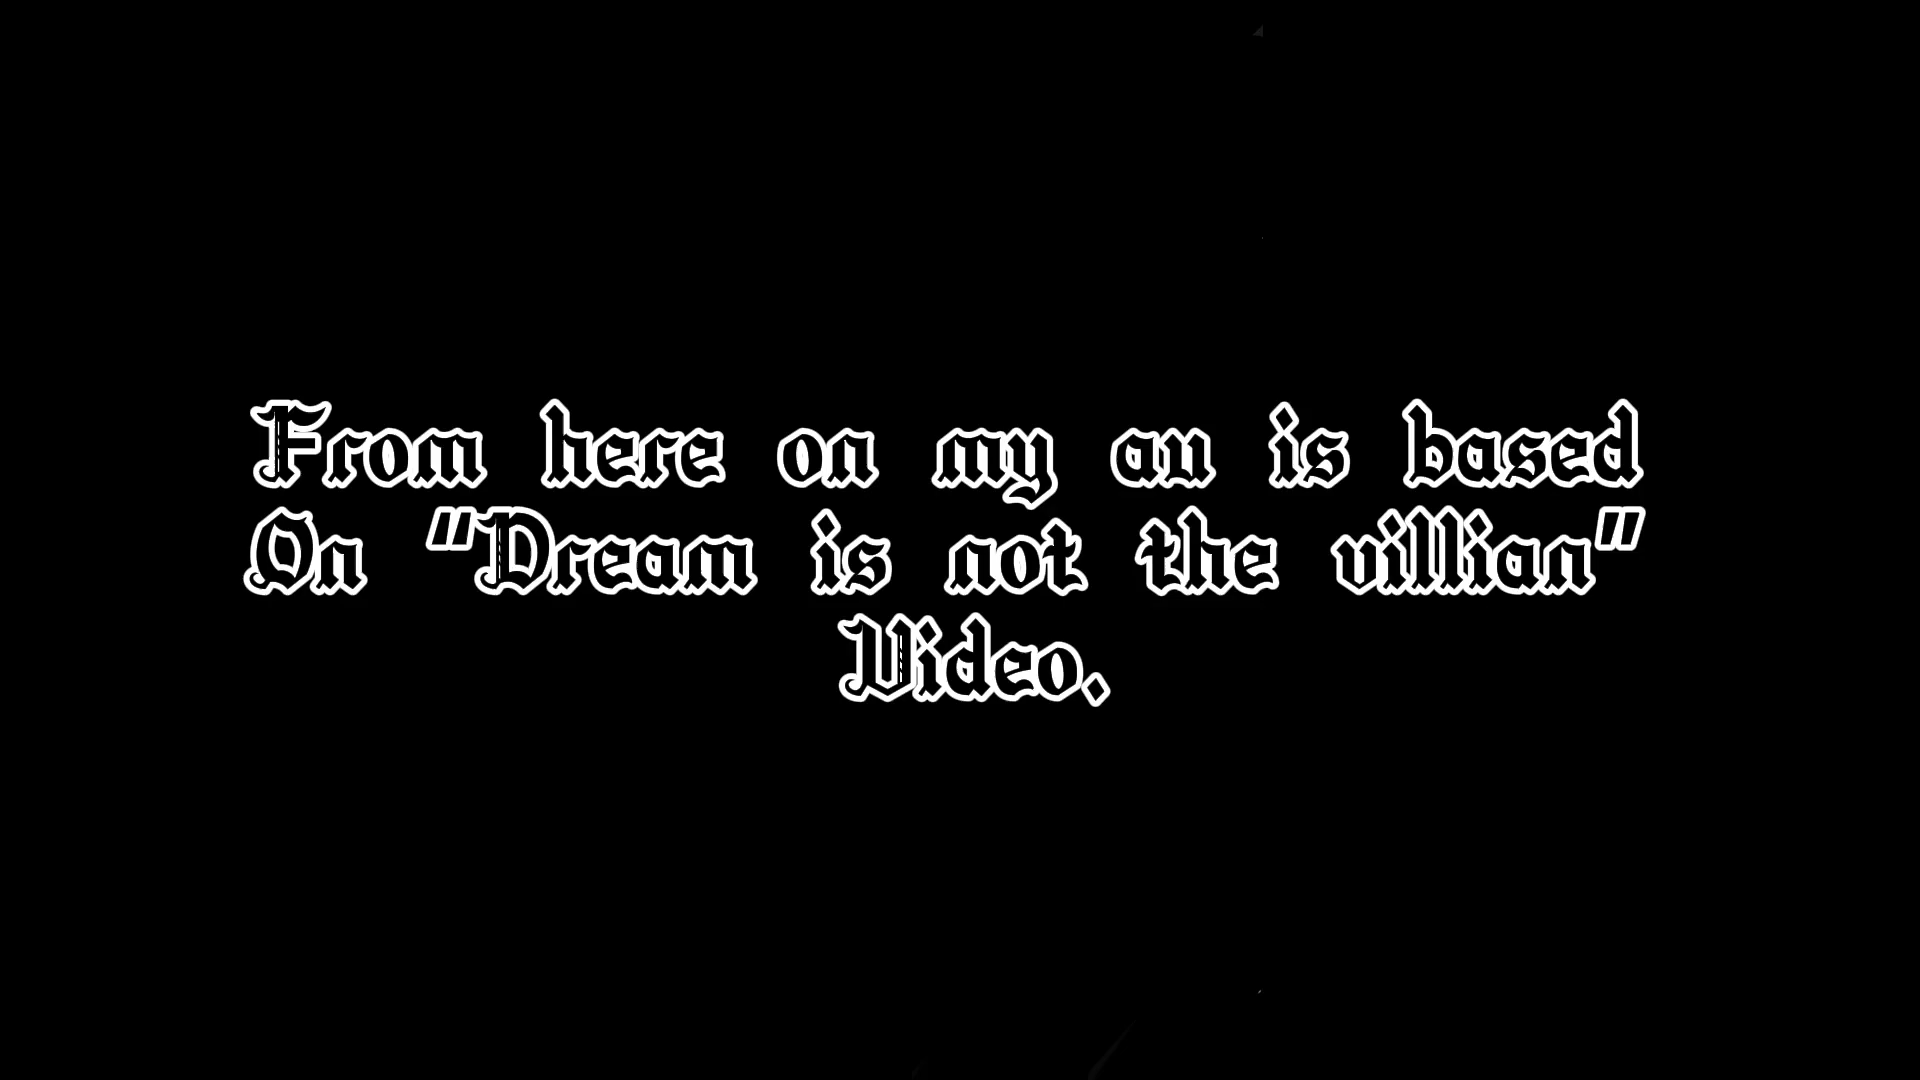 From here on my au is based
On "Dream is not the villian"
Video.